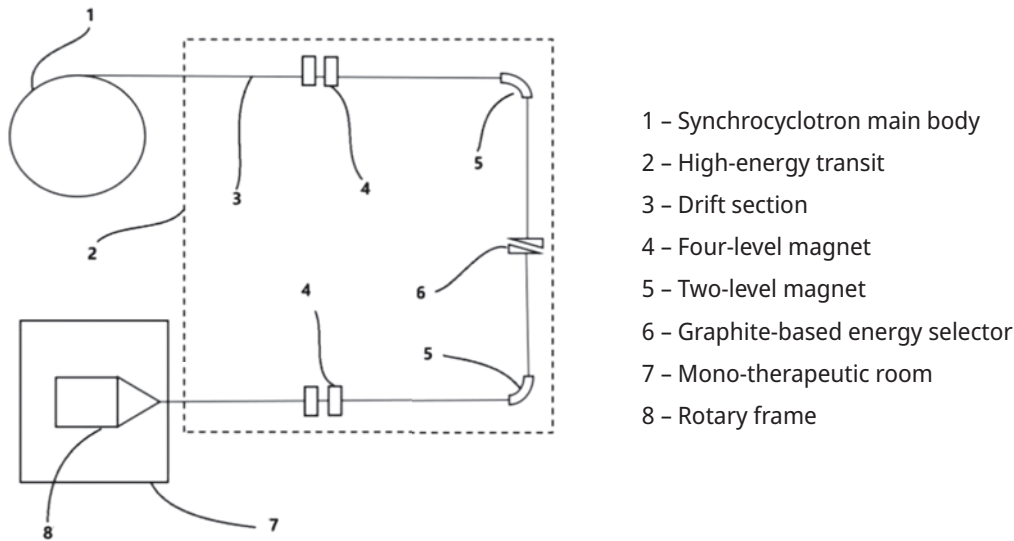 1
2
3
4
5
4
6
5
7
8
1 – Synchrocyclotron main body
2 – High-energy transit
3 – Drift section
4 – Four-level magnet
5 – Two-level magnet
6 – Graphite-based energy selector
7 – Mono-therapeutic room
8 – Rotary frame